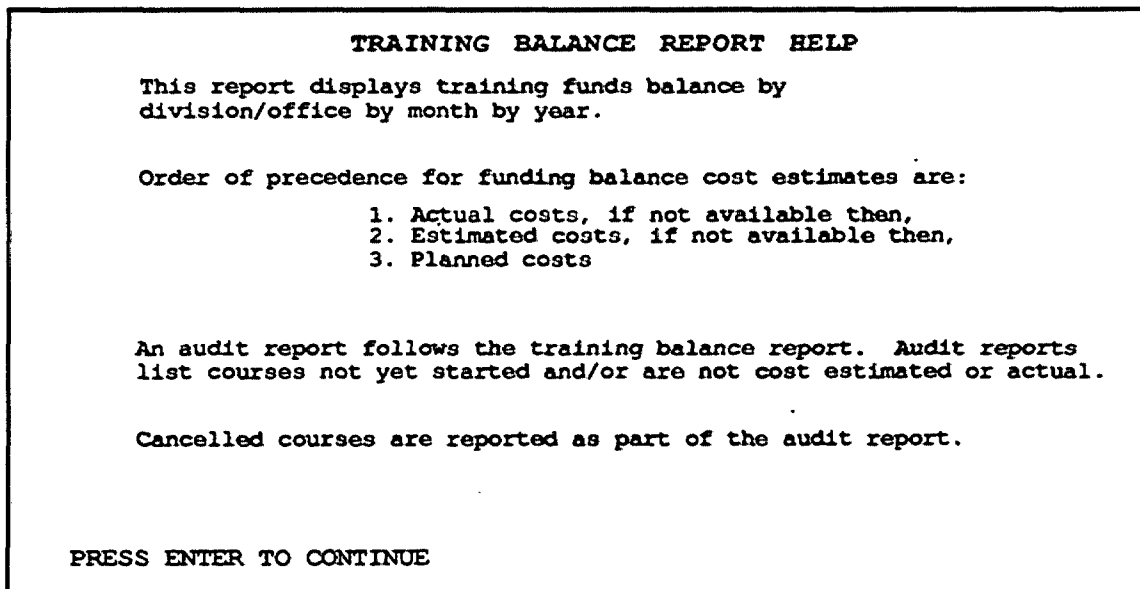 TRAINING BALANCE REPORT HELP
This report displays training funds balance by
division/office by month by year.
Order of precedence for funding balance cost estimates are:
1. Actual costs, if not available then,
2. Estimated costs, if not available then,
3. Planned costs
An audit report follows the training balance report. Audit reports
list courses not yet started and/or are not cost estimated or actual.
Cancelled courses are reported as part of the audit report.
PRESS ENTER TO CONTINUE